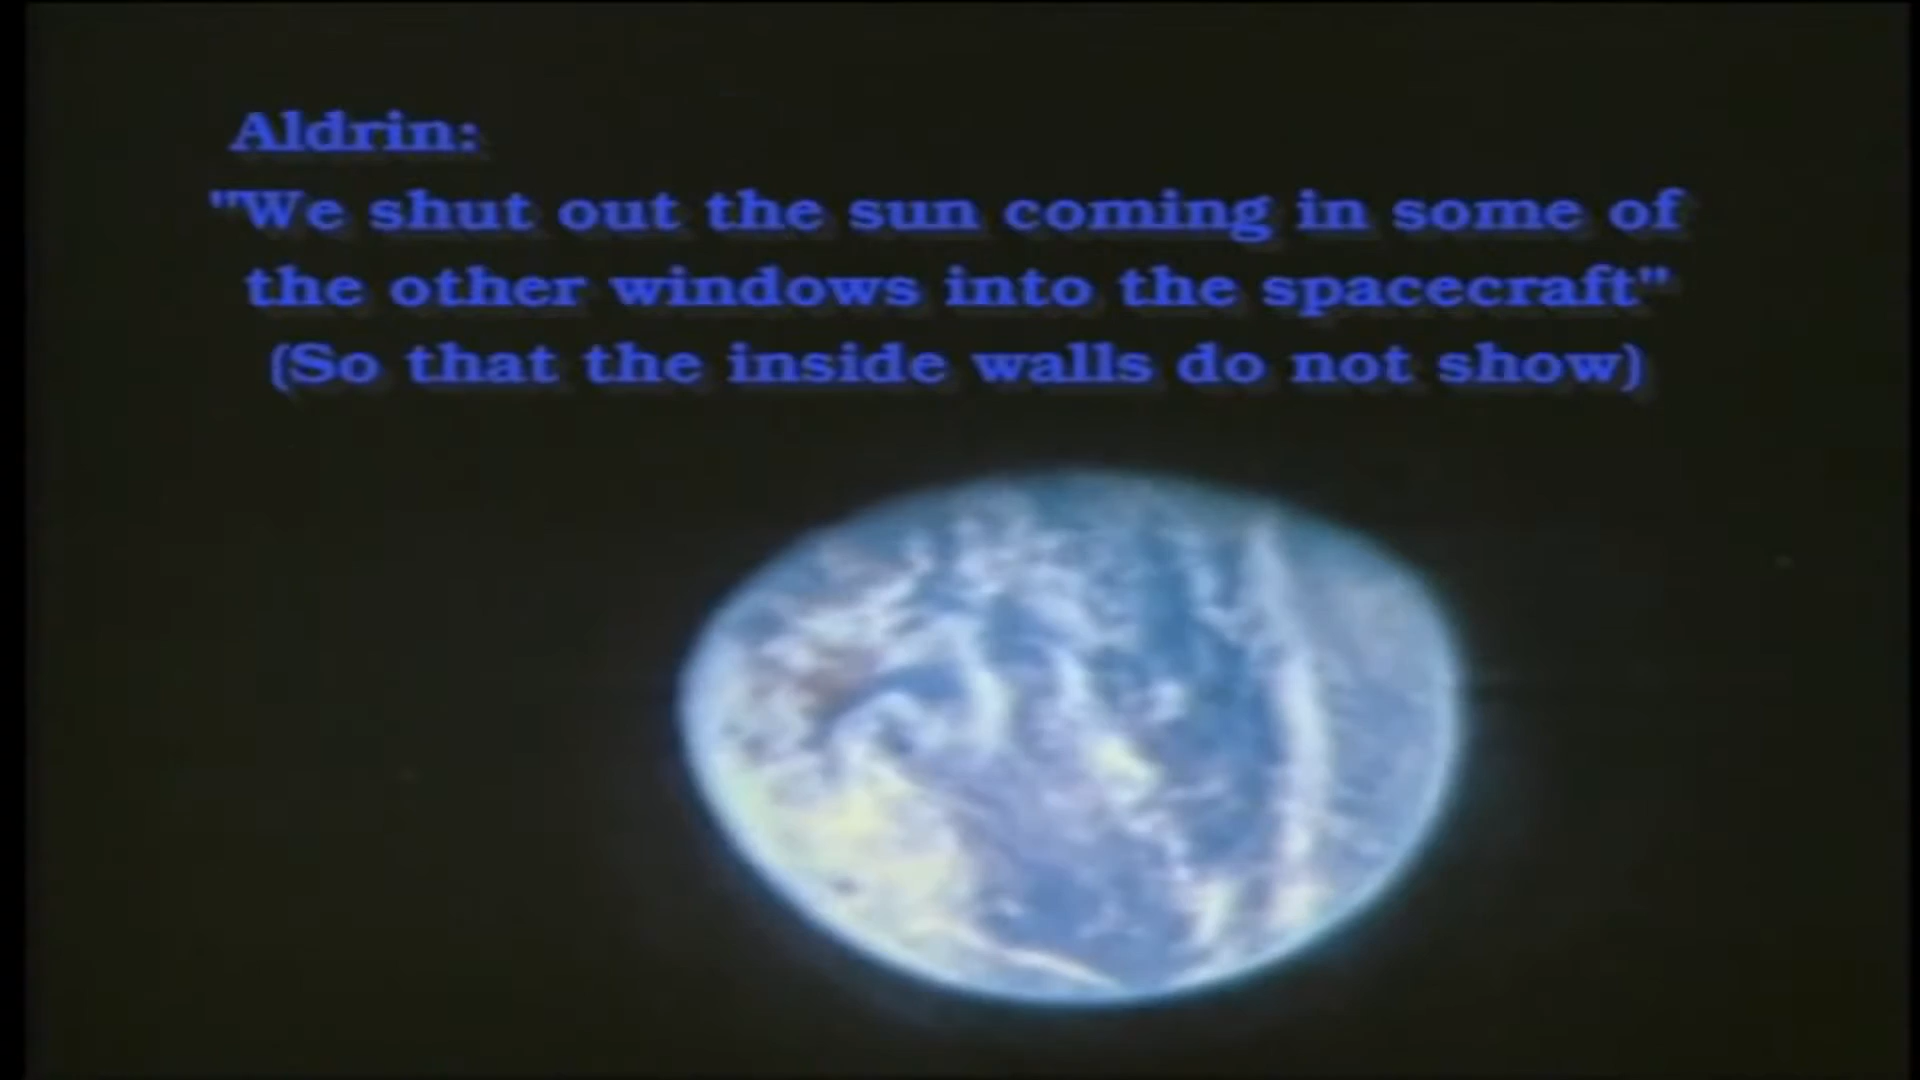 Aldrin:
"We shut out the sun coming in some of
the other windows into the spacecraft"
(So that the inside walls do not show)